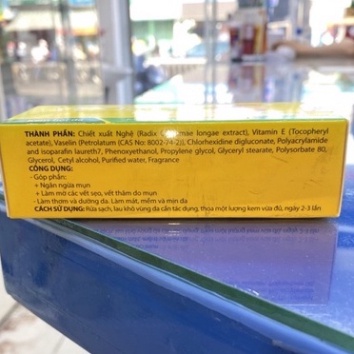 THÀNH PHẦN: Chiết xuất Nghệ (Radix longae extract), Vitamin E (Tocopheryl
acetate), Vaselin (Petrolatum (CAS No: 8002-74-2)), Chlorhexidine digluconate, Polyacrylamide
and isoparafin laureth7, Phenoxyethanol, Propylene glycol, Glyceryl stearate, Polysorbate 80,
Glycerol, Cetyl alcohol, Purified water, Fragrance
CÔNG DỤNG:
- Góp phần:
+ Ngăn ngừa mụn
+ Làm mờ các vết sẹo, vết thâm do mụn
- Làm thơm và dưỡng da. Làm mát, mềm và mịn da
CÁCH SỬ DỤNG: Rửa sạch, lau khô vùng da cần tác dụng, thoa một lượng kem vừa đủ, ngày 2-3 lần